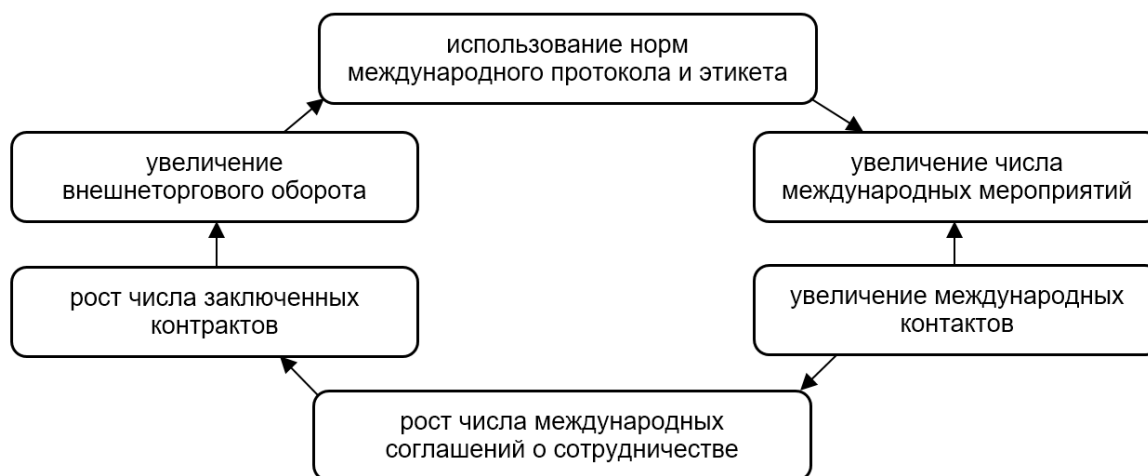 использование норм
международного протокола и этикета
увеличение
внешнеторгового оборота
увеличение числа
международных мероприятий
рост числа заключенных
контрактов
увеличение международных
контактов
рост числа международных
соглашений о сотрудничестве